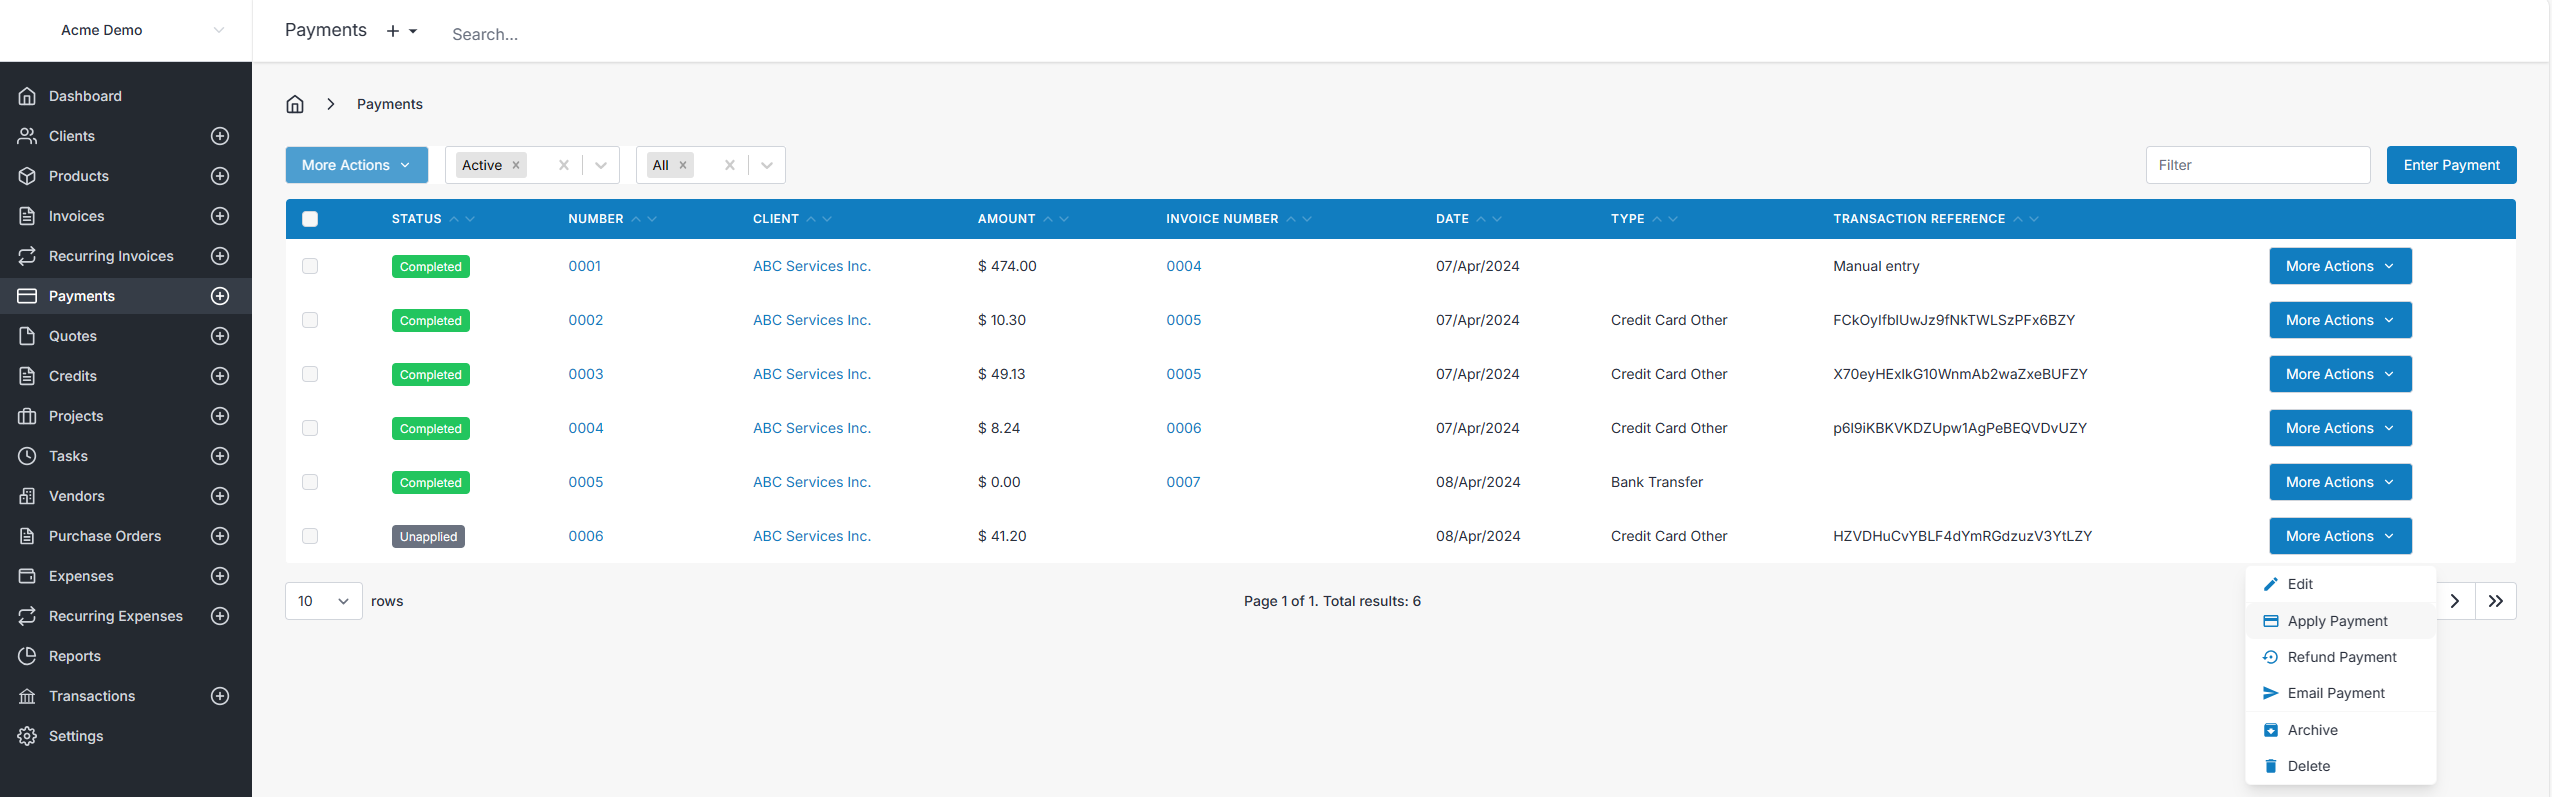 Acme Demo
Payments
Search...
Dashboard
Clients
Products
Invoices
Recurring Invoices
Payments
Quotes
Credits
Projects
Tasks
Vendors
Purchase Orders
Expenses
Recurring Expenses
Reports
Transactions
Settings
Payments
More Actions Active All Filter Enter Payment
STATUS NUMBER CLIENT AMOUNT INVOICE NUMBER DATE TYPE TRANSACTION REFERENCE
Completed 0001 ABC Services Inc. $ 474.00 0004 07/Apr/2024 Manual entry More Actions
Completed 0002 ABC Services Inc. $ 10.30 0005 07/Apr/2024 Credit Card Other More Actions
Completed 0003 ABC Services Inc. $ 49.13 0005 07/Apr/2024 Credit Card Other More Actions
Completed 0004 ABC Services Inc. $ 8.24 0006 07/Apr/2024 Credit Card Other More Actions
Completed 0005 ABC Services Inc. $ 0.00 0007 08/Apr/2024 Bank Transfer More Actions
Unapplied 0006 ABC Services Inc. $ 41.20 08/Apr/2024 Credit Card Other HZVDHuCvYBLF4dYmRGdzuzV3YtLZY More Actions
10 rows Page 1 of 1. Total results: 6
Edit
Apply Payment
Refund Payment
Email Payment
Archive
Delete